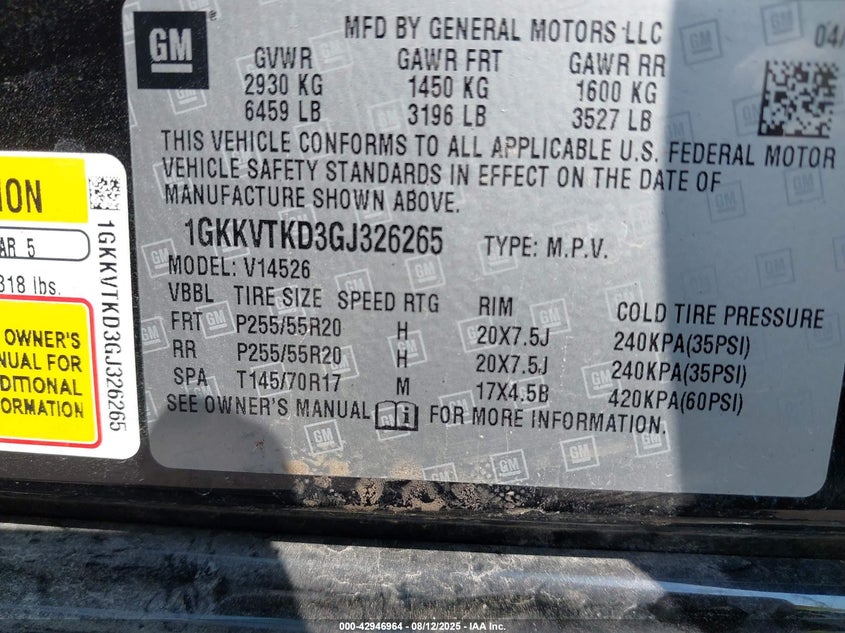 GM
MFD BY GENERAL MOTORS LLC
04/
GVWR GAWR FRT GAWR RR
2930 KG 1450 KG 1600 KG
6459 LB 3196 LB 3527 LB
THIS VEHICLE CONFORMS TO ALL APPLICABLE U.S. FEDERAL MOTOR
VEHICLE SAFETY STANDARDS IN EFFECT ON THE DATE OF
MANUFACTURE SHOWN ABOVE.
1GKKVTKD3GJ326265 TYPE: M.P.V.
MODEL: V14526
VBBL TIRE SIZE SPEED RTG RIM COLD TIRE PRESSURE
FRT P255/55R20 H 20X7.5J 240KPA(35PSI)
RR P255/55R20 H 20X7.5J 240KPA(35PSI)
SPA T145/70R17 M 17X4.5B 420KPA(60PSI)
SEE OWNER'S MANUAL FOR MORE INFORMATION.
ION
AR 5
318 lbs.
OWNER'S
NUAL FOR
DITIONAL
ORMATION
1GKKVTKD3GJ326265
000-42946964 - 08/12/2025 - IAA Inc.